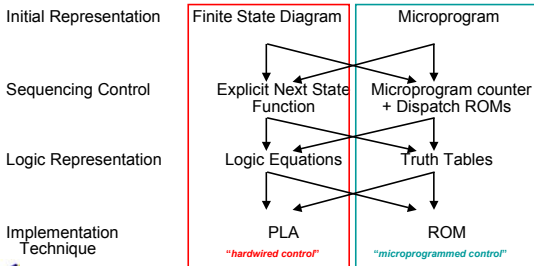 Initial Representation Finite State Diagram Microprogram
Sequencing Control Explicit Next State Microprogram counter
Function + Dispatch ROMs
Logic Representation Logic Equations Truth Tables
Implementation PLA ROM
Technique "hardwired control" "microprogrammed control"